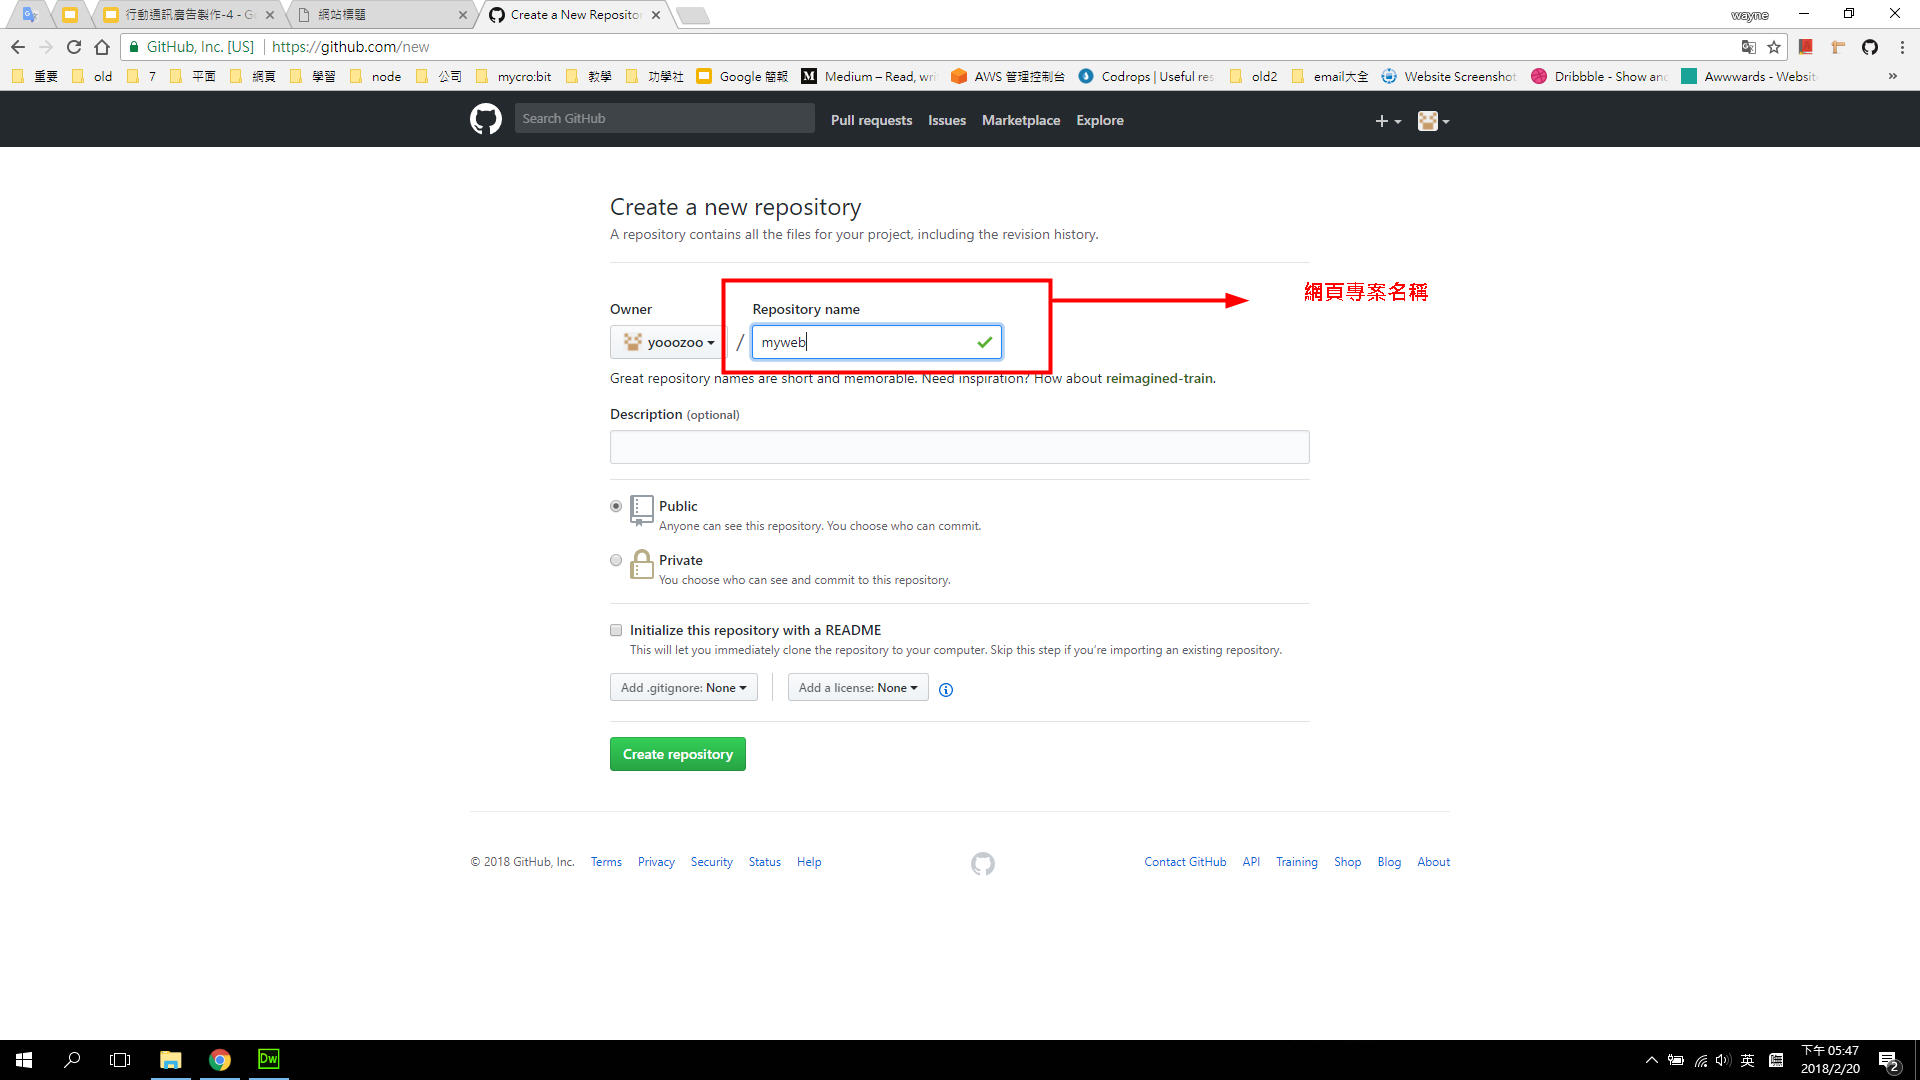 行動通訊廣告製作-4 - G
網站標題
Create a New Repositor
wayne
GitHub, Inc. [US]
https://github.com/new
重要
old
7
平面
網頁
學習
node
公司
mycro:bit
教學
功學社
Google 簡報
Medium – Read, wri
AWS 管理控制台
Codrops | Useful res
old2
email大全
Website Screenshot
Dribbble - Show and
Awwwards - Websit
»
Search GitHub
Pull requests
Issues
Marketplace
Explore
Create a new repository
A repository contains all the files for your project, including the revision history.
網頁專案名稱
Owner
Repository name
yooozoo
/
myweb
Great repository names are short and memorable. Need inspiration? How about reimagined-train.
Description (optional)
Public
Anyone can see this repository. You choose who can commit.
Private
You choose who can see and commit to this repository.
Initialize this repository with a README
This will let you immediately clone the repository to your computer. Skip this step if you’re importing an existing repository.
Add .gitignore: None
Add a license: None
Create repository
© 2018 GitHub, Inc.
Terms
Privacy
Security
Status
Help
Contact GitHub
API
Training
Shop
Blog
About
Dw
英
下午 05:47
2018/2/20
2